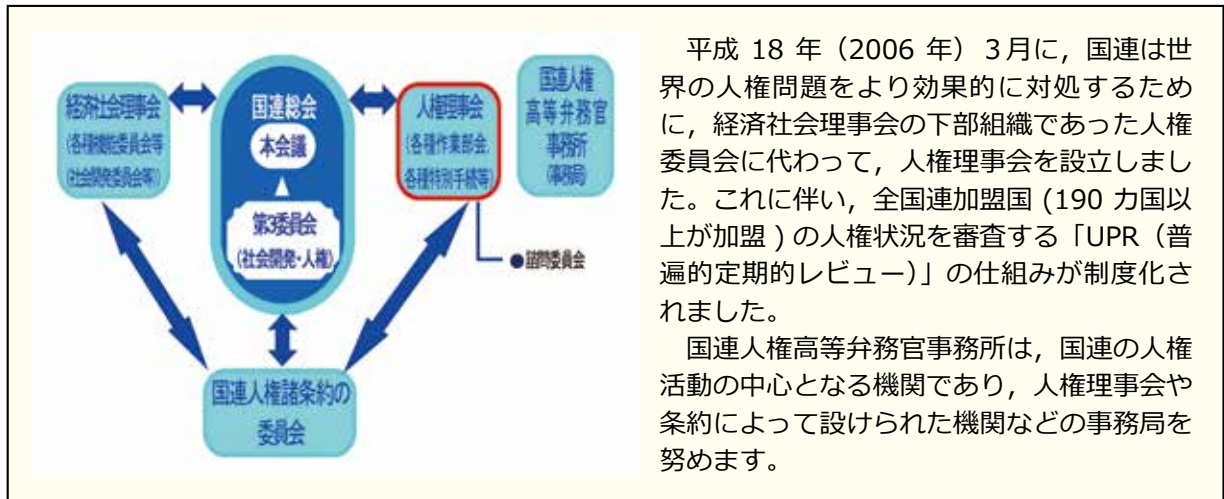 経済社会理事会
(各種機能委員会等
(社会開発委員会等))
国連総会
本会議
第3委員会
(社会開発・人権)
人権理事会
(各種作業部会,
各種特別手続等)
国連人権
高等弁務官
事務所
(事務局)
●諮問委員会
国連人権諸条約の
委員会
平成 18 年（2006 年）３月に，国連は世
界の人権問題をより効果的に対処するため
に，経済社会理事会の下部組織であった人権
委員会に代わって，人権理事会を設立しまし
た。これに伴い，全国連加盟国 (190 カ国以
上が加盟 ) の人権状況を審査する「UPR（普
遍的定期的レビュー）」の仕組みが制度化さ
れました。
国連人権高等弁務官事務所は，国連の人権
活動の中心となる機関であり，人権理事会や
条約によって設けられた機関などの事務局を
努めます。